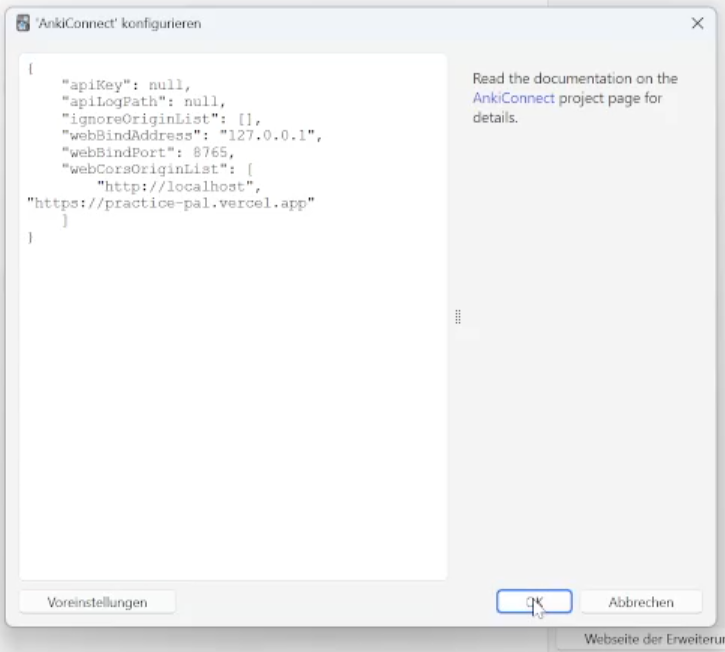 'AnkiConnect' konfigurieren
{
    "apiKey": null,
    "apiLogPath": null,
    "ignoreOriginList": [],
    "webBindAddress": "127.0.0.1",
    "webBindPort": 8765,
    "webCorsOriginList": [
        "http://localhost",
"https://practice-pal.vercel.app"
    ]
}
Read the documentation on the
AnkiConnect project page for
details.
Voreinstellungen
OK
Abbrechen
Webseite der Erweiteru